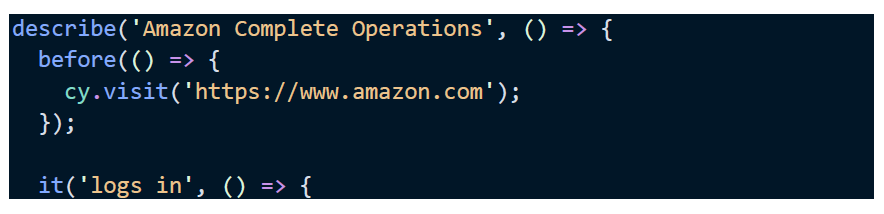 describe('Amazon Complete Operations', () => {
  before(() => {
    cy.visit('https://www.amazon.com');
  });

  it('logs in', () => {